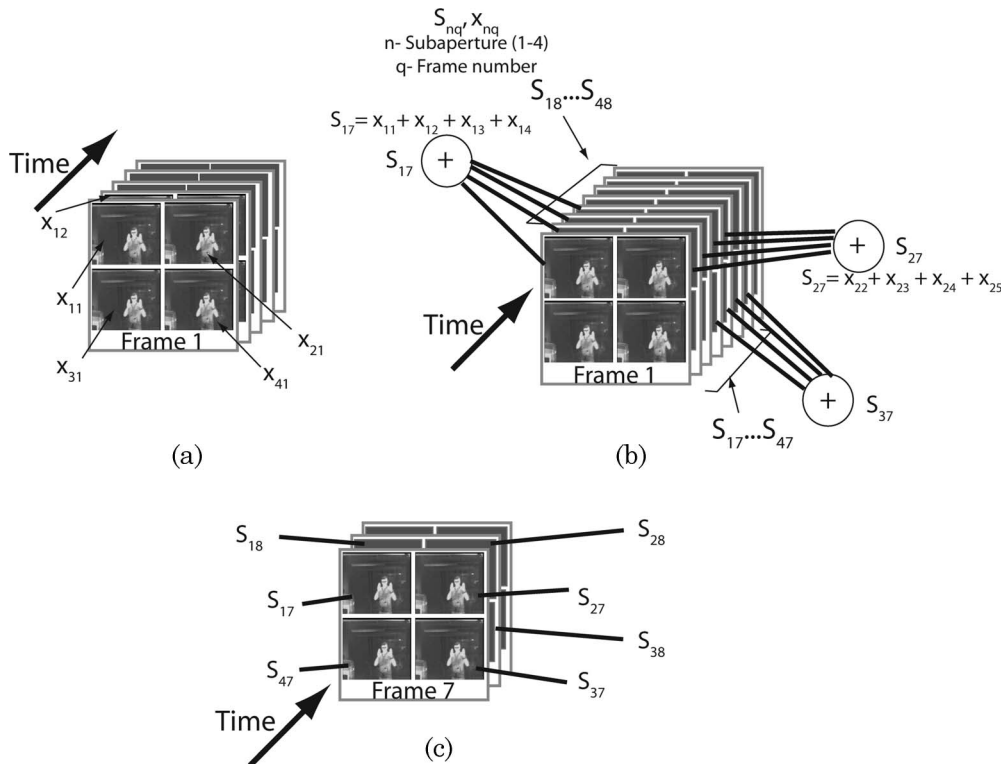 Time
x12
x11
x31
Frame 1
x21
x41
(a)
Snq, xnq
n- Subaperture (1-4)
q- Frame number
S18...S48
S17= x11+ x12 + x13 + x14
S17
+
Time
Frame 1
+
S27
S27= x22+ x23 + x24 + x25
+
S37
S17...S47
(b)
S18
S28
S17
S27
S38
S47
S37
Frame 7
Time
(c)